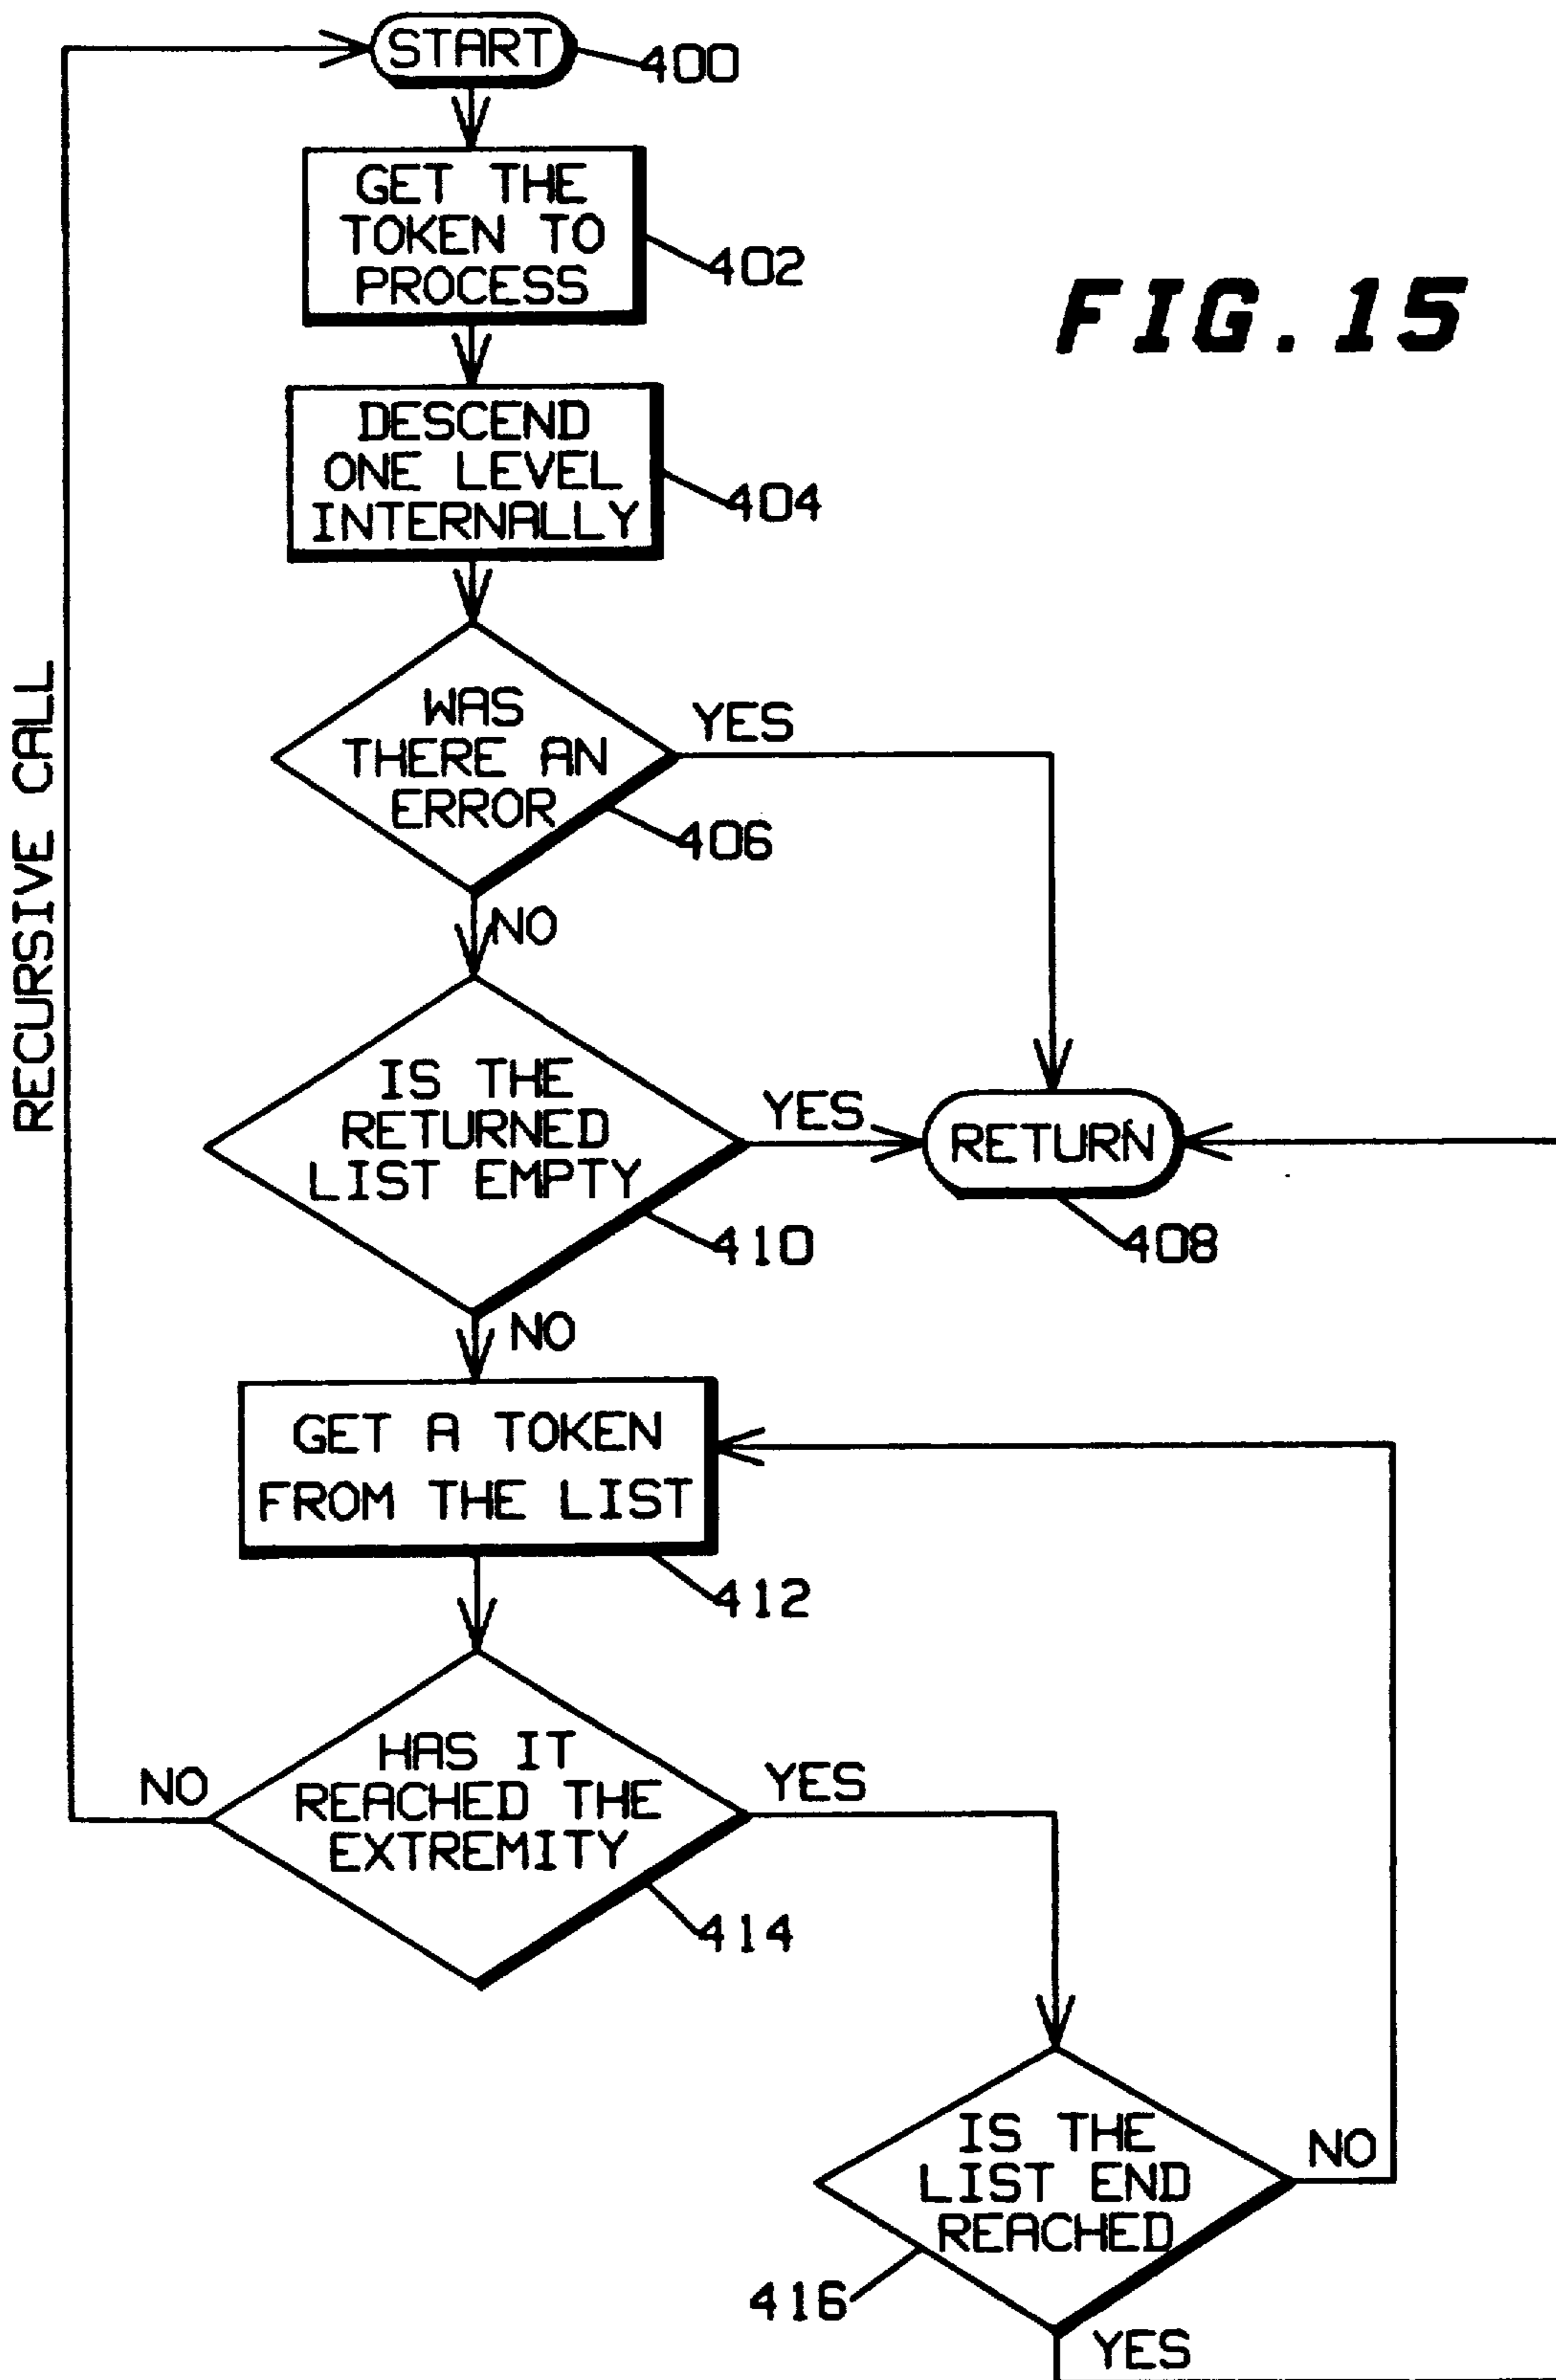 START
400
GET THE
TOKEN TO
PROCESS
402
FIG. 15
DESCEND
ONE LEVEL
INTERNALLY
404
RECURSIVE CALL
WAS
THERE AN
ERROR
YES
406
NO
IS THE
RETURNED
LIST EMPTY
YES
RETURN
410
408
NO
GET A TOKEN
FROM THE LIST
412
HAS IT
REACHED THE
EXTREMITY
NO
YES
414
IS THE
LIST END
REACHED
NO
416
YES